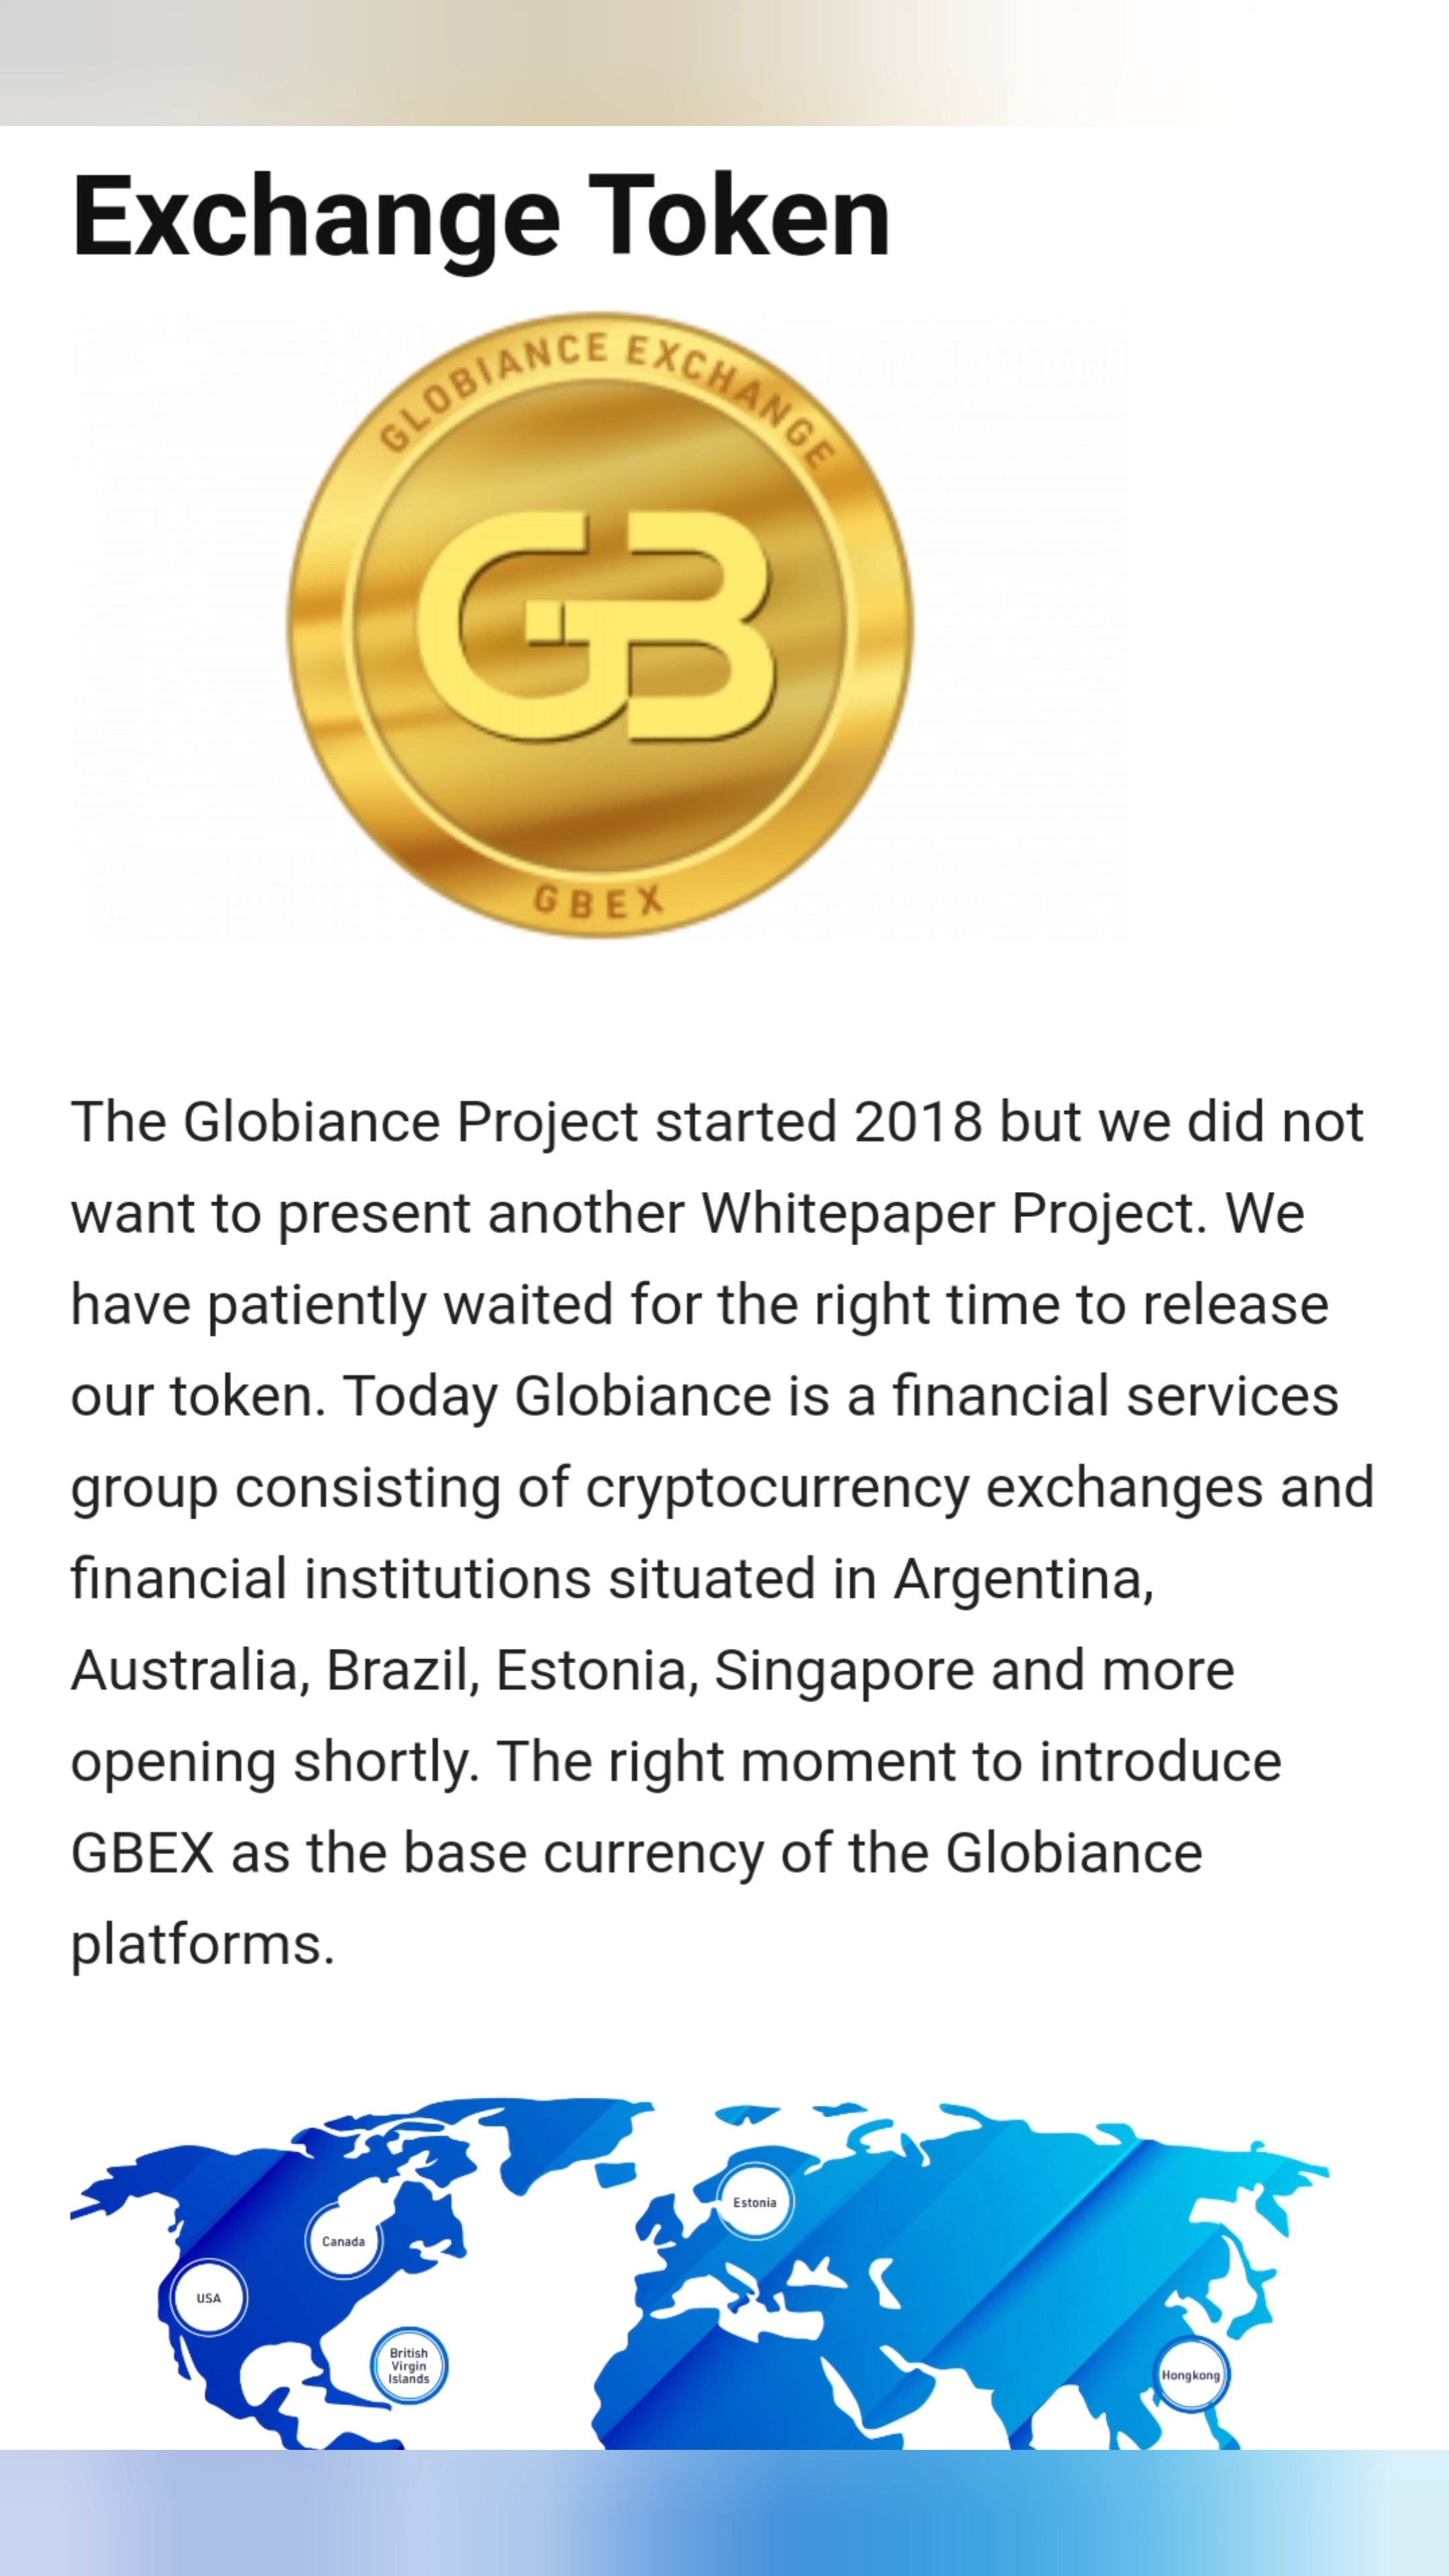 Exchange Token
GLOBIANCE EXCHANGE
GB
GBEX
The Globiance Project started 2018 but we did not
want to present another Whitepaper Project. We
have patiently waited for the right time to release
our token. Today Globiance is a financial services
group consisting of cryptocurrency exchanges and
financial institutions situated in Argentina,
Australia, Brazil, Estonia, Singapore and more
opening shortly. The right moment to introduce
GBEX as the base currency of the Globiance
platforms.
Estonia
Canada
USA
British
Virgin
Islands
Hongkong